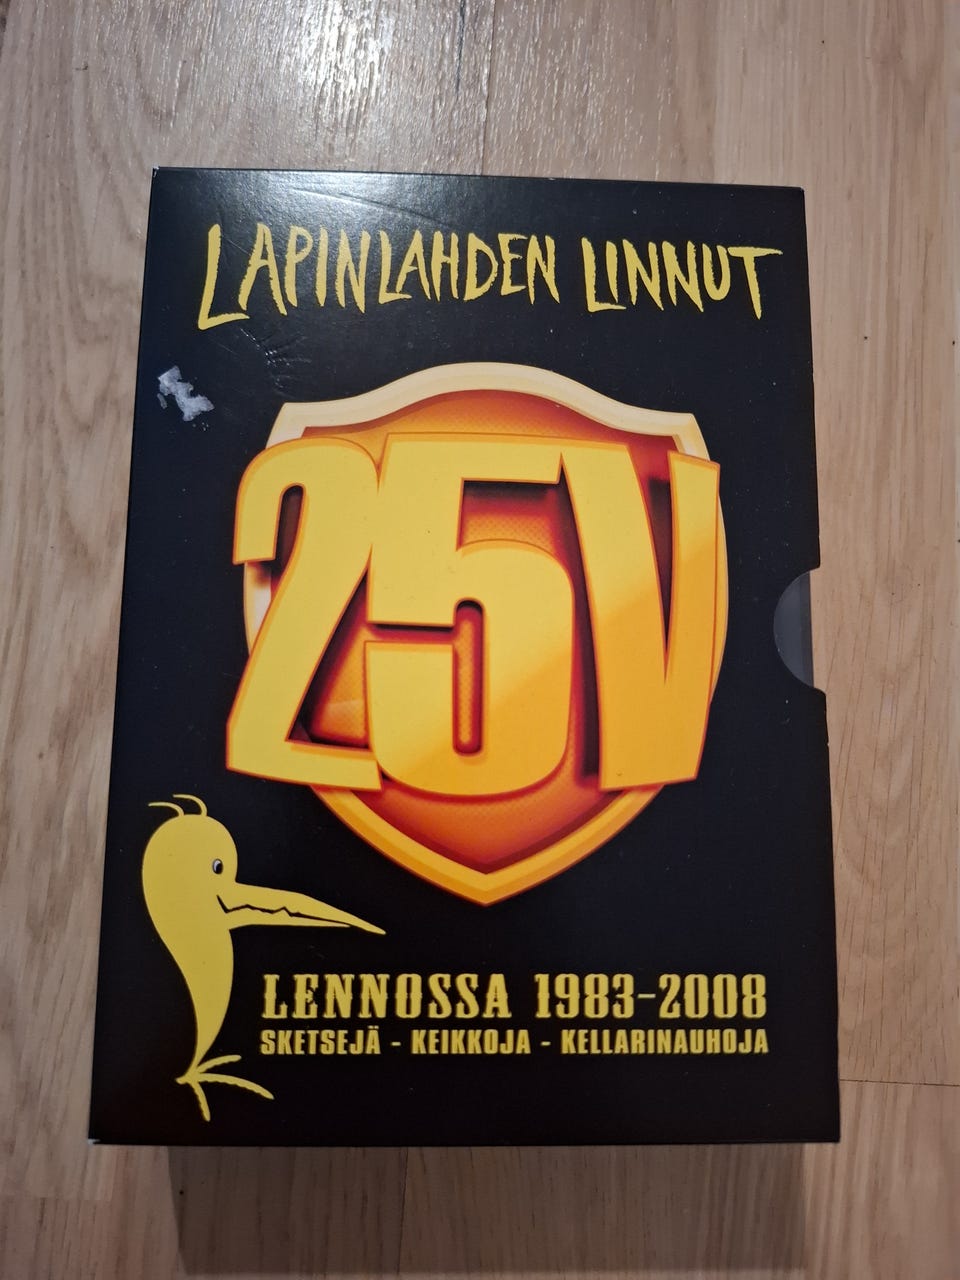 LAPINLAHDEN LINNUT
25V
LENNOSSA 1983-2008
SKETSEJÄ - KEIKKOJA - KELLARINAUHOJA